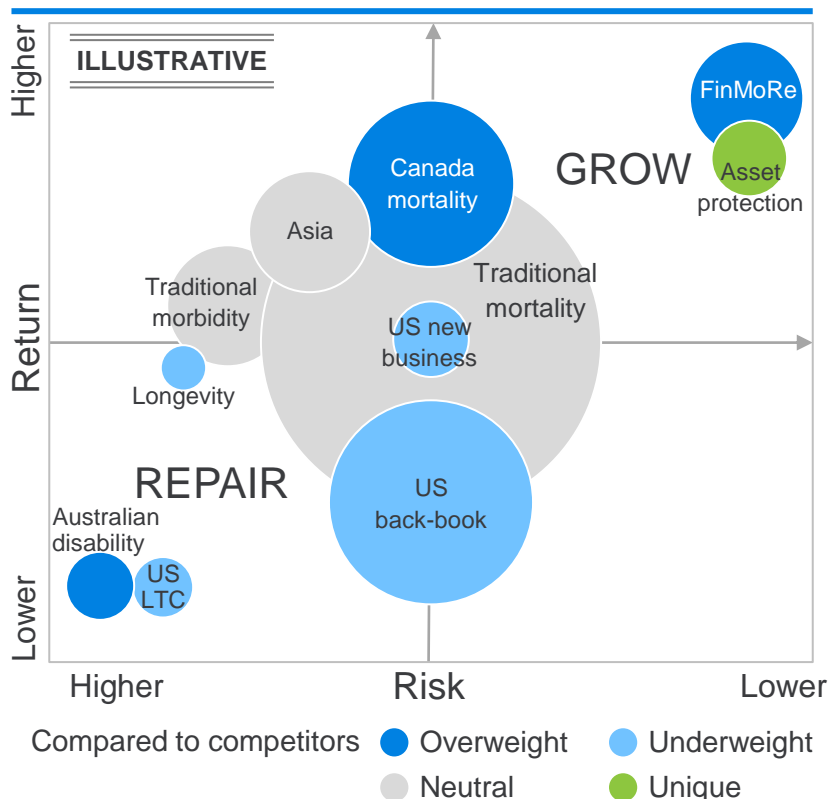 Higher
Return
Lower
ILLUSTRATIVE
FinMoRe
GROW
Asset
protection
Canada
mortality
Asia
Traditional
mortality
Traditional
morbidity
US new
business
Longevity
REPAIR
US
back-book
Australian
disability
US
LTC
Higher
Risk
Lower
Compared to competitors
Overweight
Underweight
Neutral
Unique